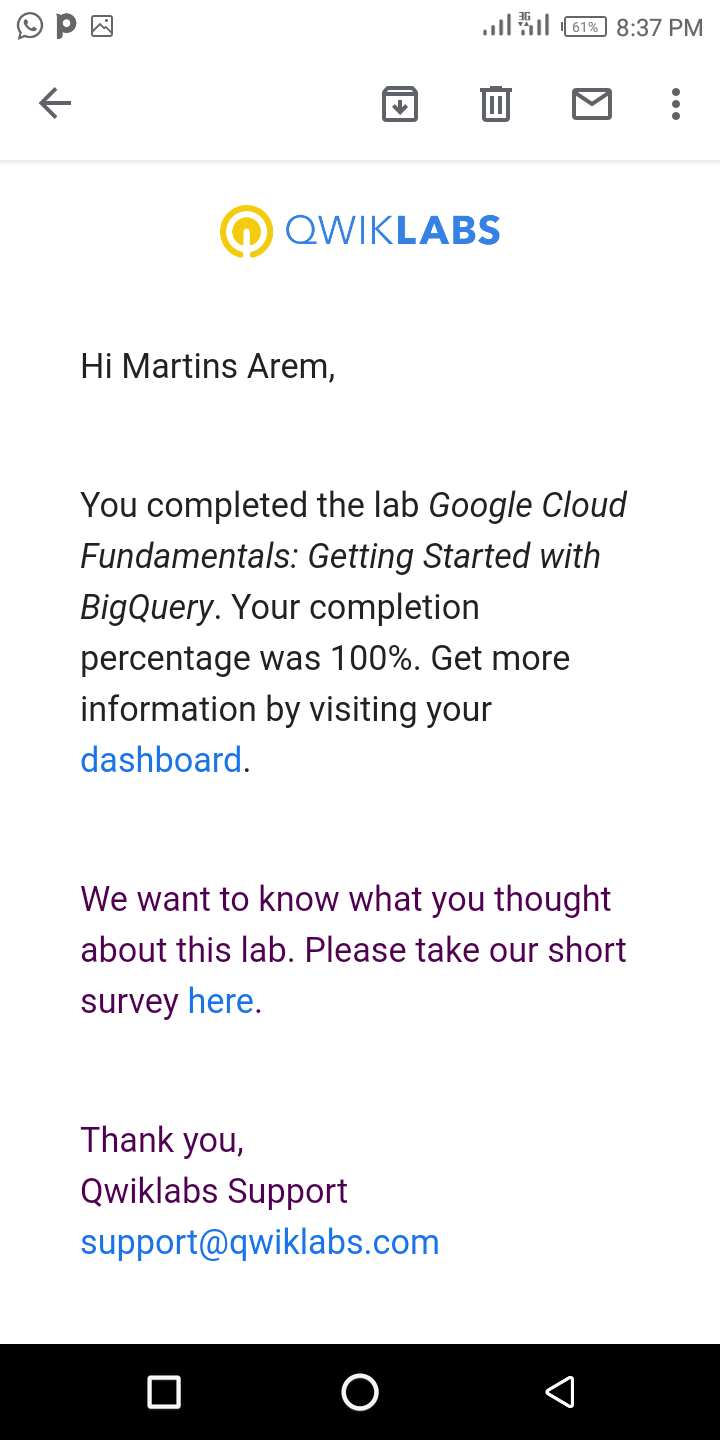 3G
61% 8:37 PM
QWIKLABS
Hi Martins Arem,
You completed the lab Google Cloud
Fundamentals: Getting Started with
BigQuery. Your completion
percentage was 100%. Get more
information by visiting your
dashboard.
We want to know what you thought
about this lab. Please take our short
survey here.
Thank you,
Qwiklabs Support
support@qwiklabs.com